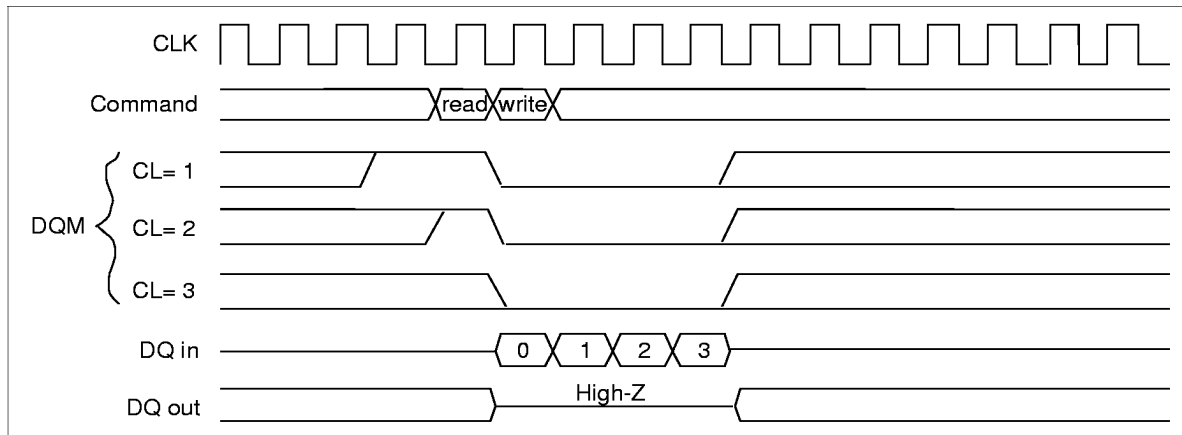 CLK
Command read write
CL= 1
DQM CL= 2
CL= 3
DQ in 0 1 2 3
High-Z
DQ out